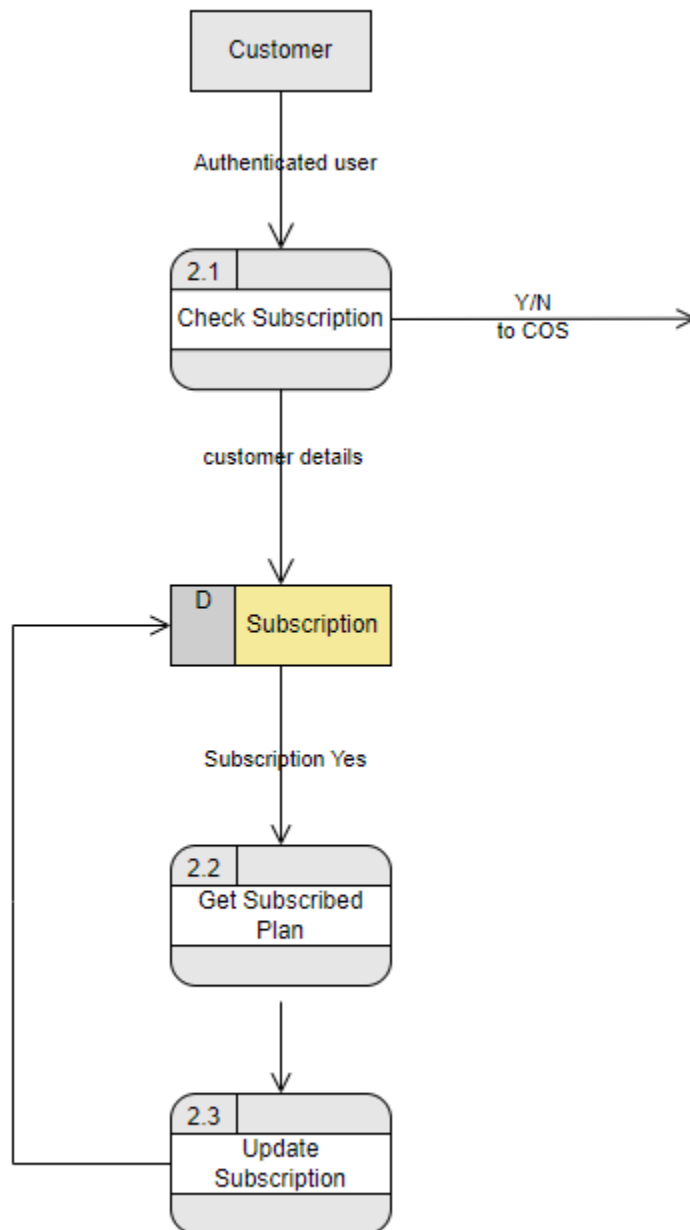 Customer
Authenticated user
2.1
Check Subscription
Y/N
to COS
customer details
D
Subscription
Subscription Yes
2.2
Get Subscribed
Plan
2.3
Update
Subscription